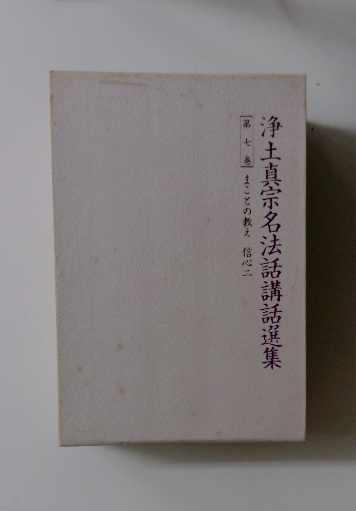 浄土真宗名法話講話選集
第七巻 まことの教え 信心二